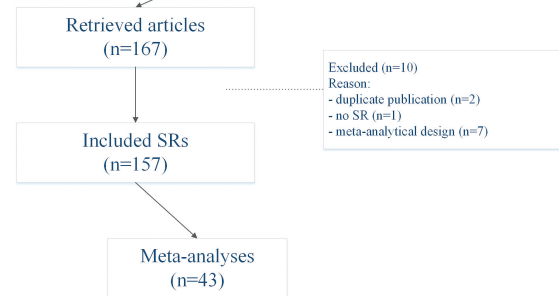 Retrieved articles
(n=167)
Excluded (n=10)
Reason:
- duplicate publication (n=2)
- no SR (n=1)
- meta-analytical design (n=7)
Included SRs
(n=157)
Meta-analyses
(n=43)